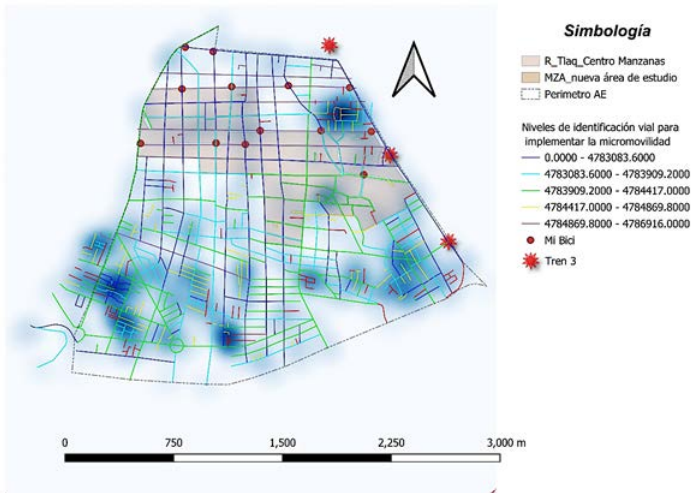 Simbología
R_Tlaq_Centro Manzanas
MZA_nueva área de estudio
Perimetro AE
Niveles de identificación vial para
implementar la micromovilidad
0.0000 - 4783083.6000
4783083.6000 - 4783909.2000
4783909.2000 - 4784417.0000
4784417.0000 - 4784869.8000
4784869.8000 - 4786916.0000
Mi Bici
Tren 3
0 750 1,500 2,250 3,000 m